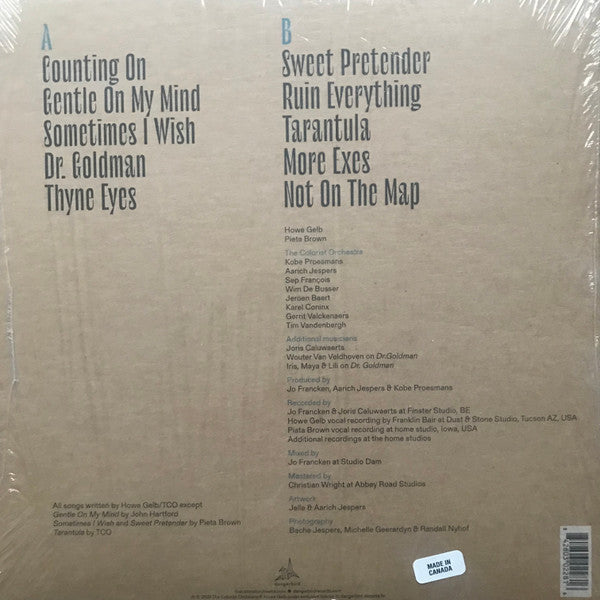 A
Counting On
Gentle On My Mind
Sometimes I Wish
Dr. Goldman
Thyne Eyes
B
Sweet Pretender
Ruin Everything
Tarantula
More Exes
Not On The Map
Howe Gelb
Pieta Brown
The Colorist Orchestra
Kobe Proesmans
Aarich Jespers
Sep François
Wim De Busser
Jeroen Baert
Karel Coninx
Gerrit Valckenaers
Tim Vandenbergh
Additional musicians
Joris Caluwaerts
Wouter Van Veldhoven on Dr.Goldman
Iris, Maya & Lili on Dr. Goldman
Produced by
Jo Francken, Aarich Jespers & Kobe Proesmans
Recorded by
Jo Francken & Joris Caluwaerts at Finster Studio, BE
Howe Gelb vocal recording by Franklin Bair at Dust & Stone Studio, Tucson AZ, USA
Pieta Brown vocal recording at home studio, Iowa, USA
Additional recordings at the home studios
Mixed by
Jo Francken at Studio Dam
Mastered by
Christian Wright at Abbey Road Studios
Artwork
Jelle & Aarich Jespers
Photography
Bache Jespers, Michelle Geerardyn & Randall Nyhof
All songs written by Howe Gelb/TCO except
Gentle On My Mind by John Hartford
Sometimes I Wish and Sweet Pretender by Pieta Brown
Tarantula by TCO
dangerbird
MADE IN
CANADA